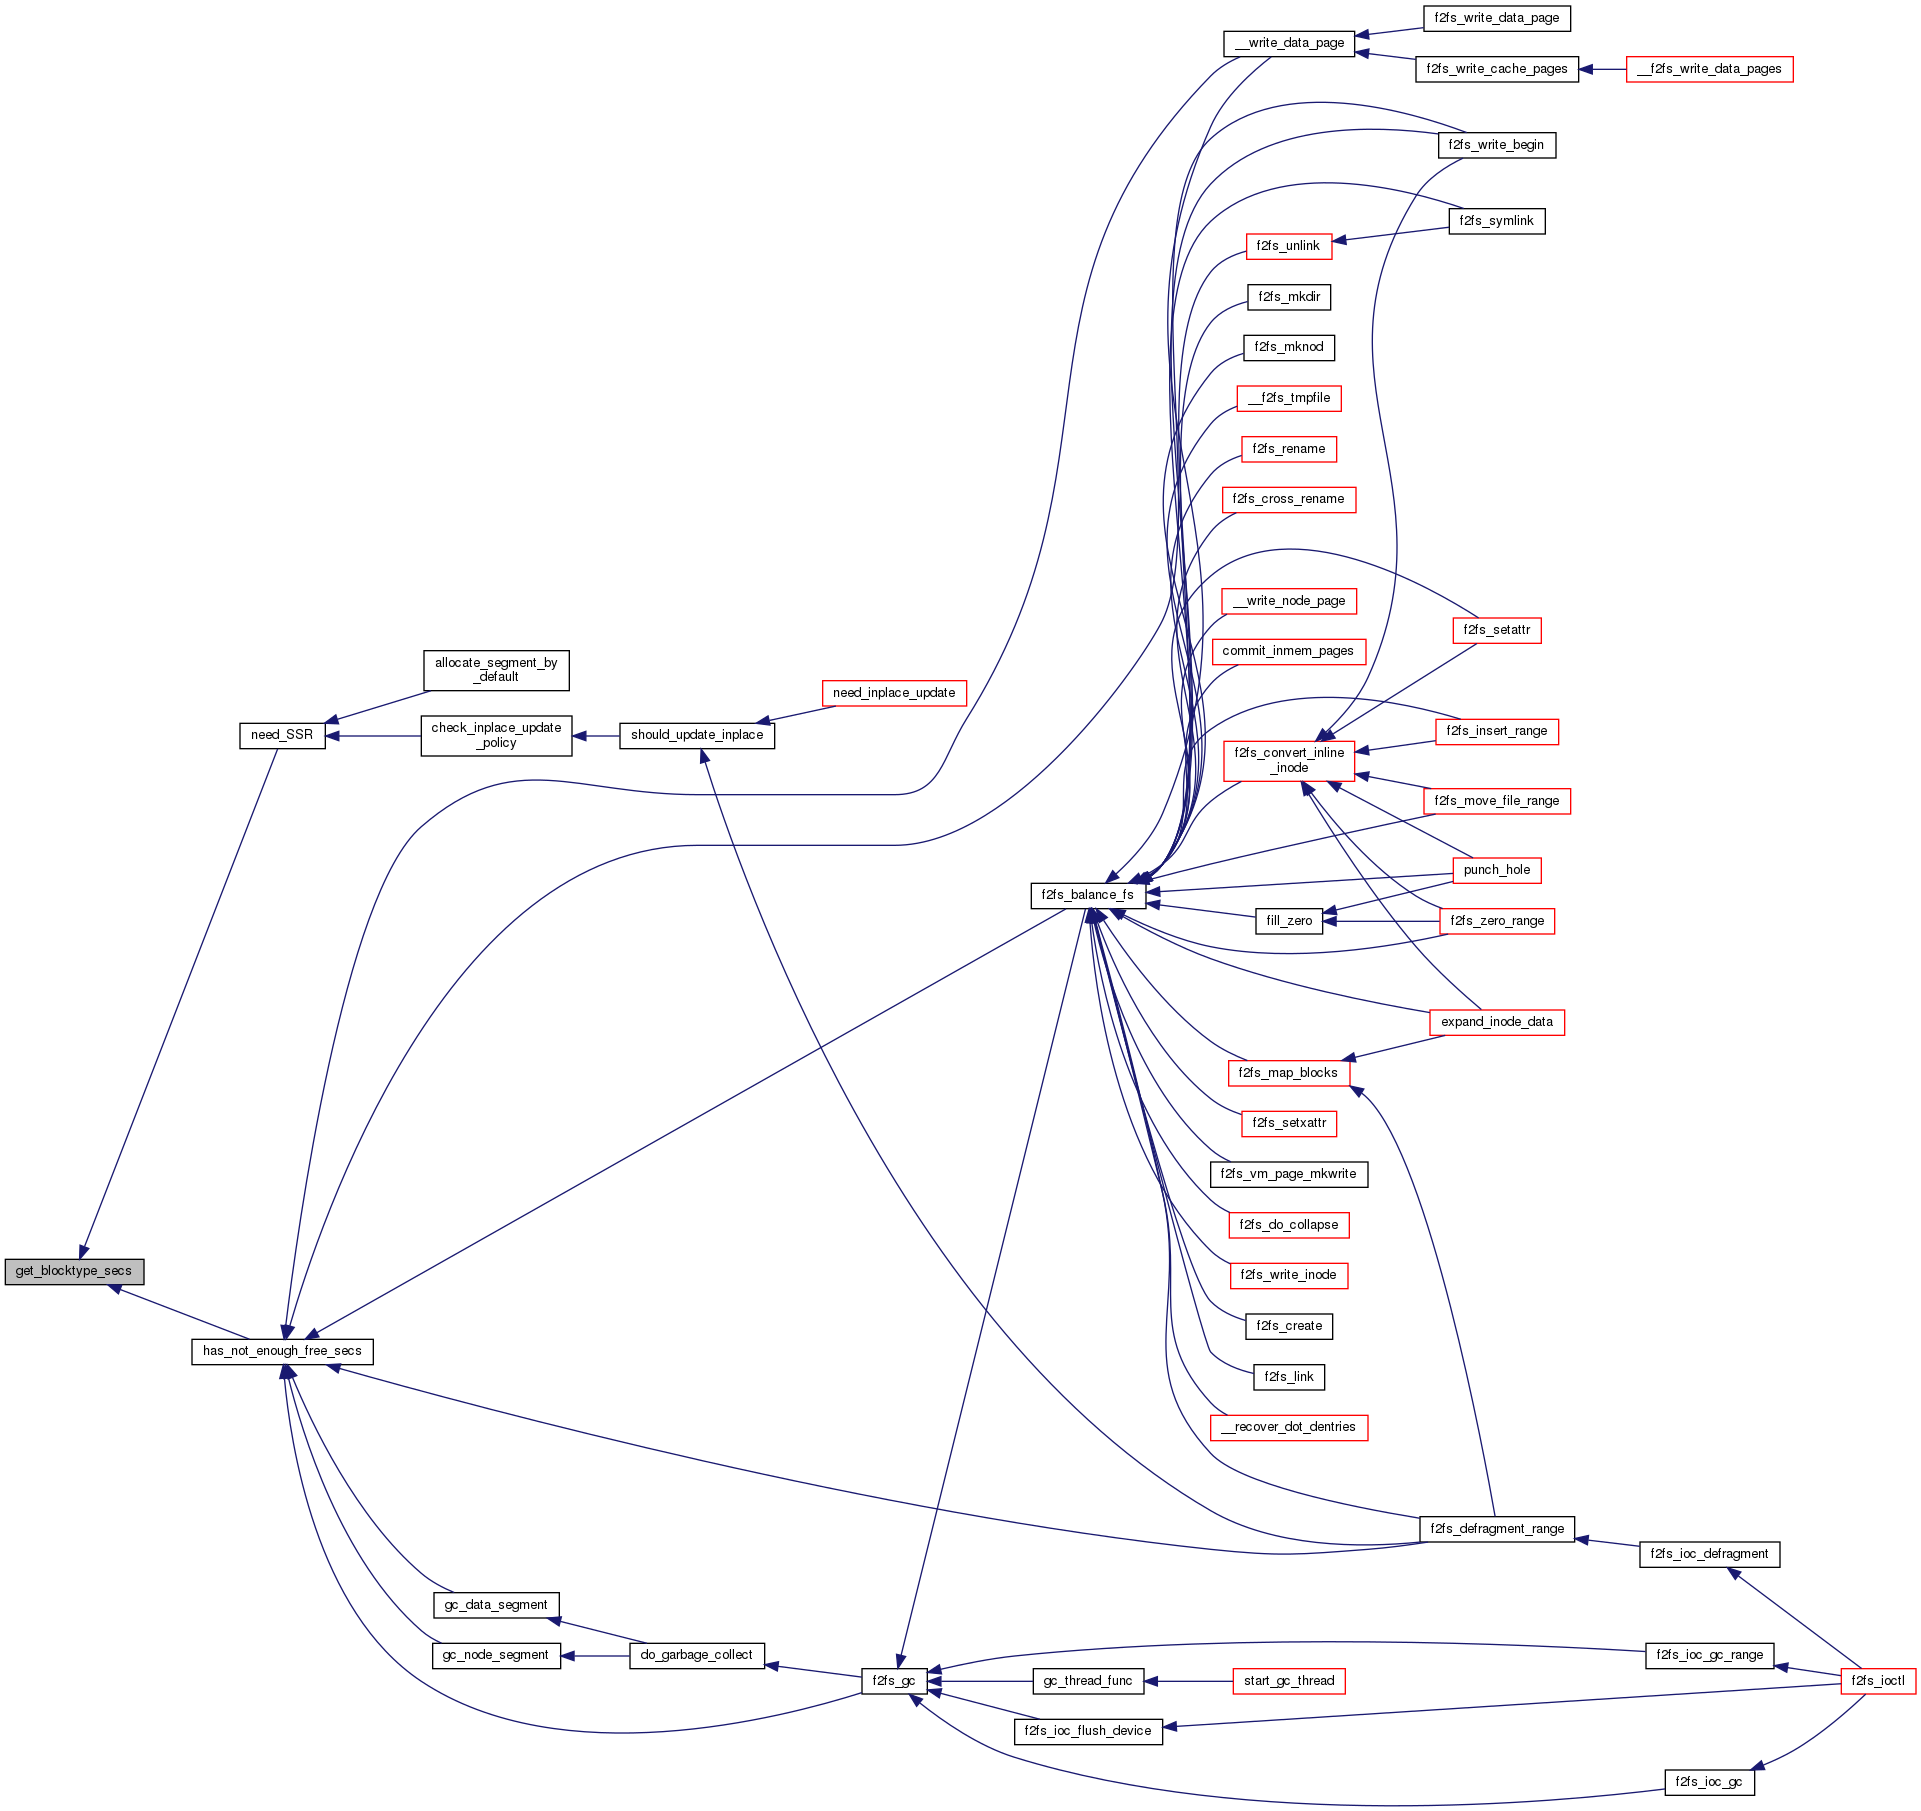 f2fs_write_data_page
__write_data_page
f2fs_write_cache_pages
__f2fs_write_data_pages
f2fs_write_begin
f2fs_symlink
f2fs_unlink
f2fs_mkdir
f2fs_mknod
__f2fs_tmpfile
f2fs_rename
f2fs_cross_rename
__write_node_page
f2fs_setattr
commit_inmem_pages
allocate_segment_by
_default
need_inplace_update
need_SSR
check_inplace_update
_policy
should_update_inplace
f2fs_insert_range
f2fs_convert_inline
_inode
f2fs_move_file_range
punch_hole
f2fs_balance_fs
fill_zero
f2fs_zero_range
expand_inode_data
f2fs_map_blocks
f2fs_setxattr
f2fs_vm_page_mkwrite
f2fs_do_collapse
get_blocktype_secs
f2fs_write_inode
f2fs_create
has_not_enough_free_secs
f2fs_link
__recover_dot_dentries
f2fs_defragment_range
f2fs_ioc_defragment
gc_data_segment
gc_node_segment
do_garbage_collect
f2fs_ioc_gc_range
f2fs_gc
gc_thread_func
start_gc_thread
f2fs_ioctl
f2fs_ioc_flush_device
f2fs_ioc_gc